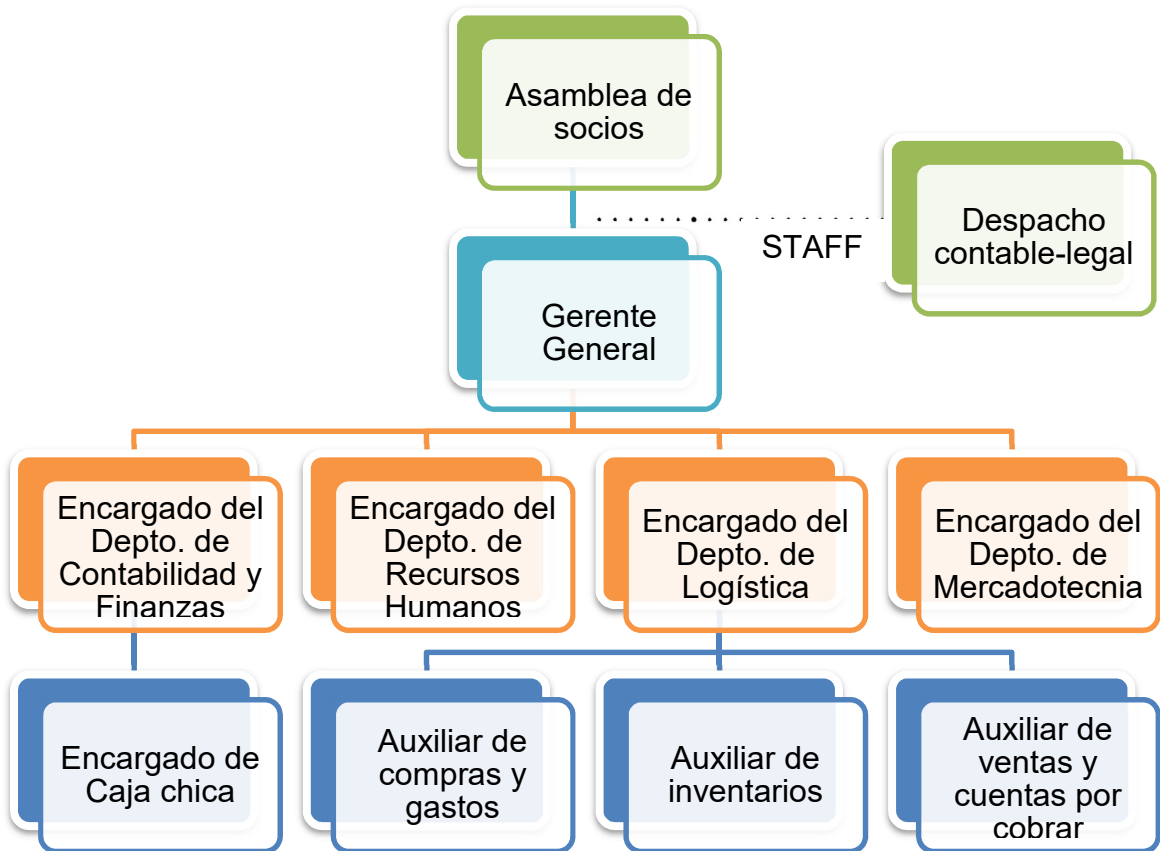 Asamblea de
socios
STAFF
Despacho
contable-legal
Gerente
General
Encargado del
Depto. de
Contabilidad y
Finanzas
Encargado del
Depto. de
Recursos
Humanos
Encargado del
Depto. de
Logística
Encargado del
Depto. de
Mercadotecnia
Encargado de
Caja chica
Auxiliar de
compras y
gastos
Auxiliar de
inventarios
Auxiliar de
ventas y
cuentas por
cobrar